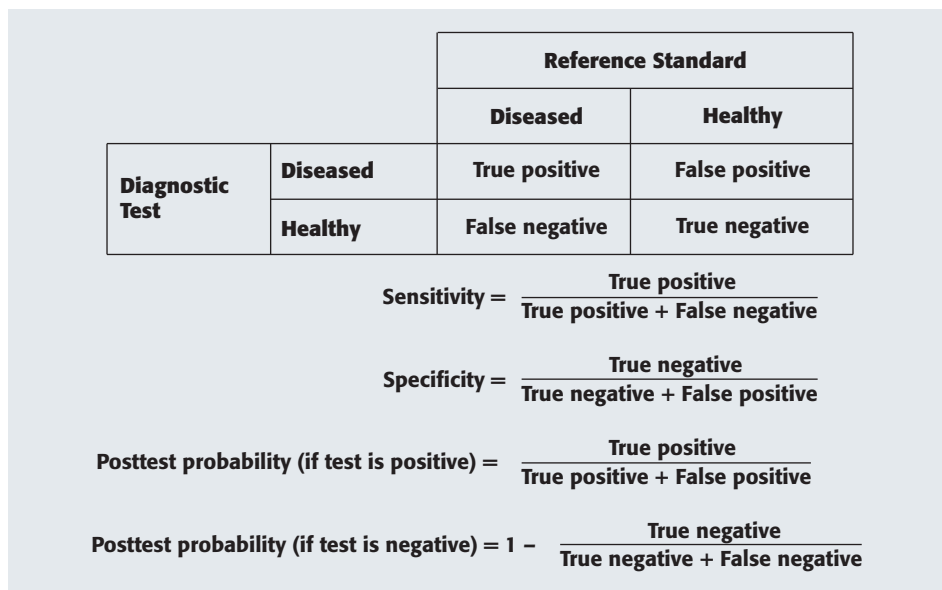 Reference Standard
Diseased Healthy
Diagnostic
Test
Diseased True positive False positive
Healthy False negative True negative
Sensitivity =
True positive
True positive + False negative
Specificity =
True negative
True negative + False positive
Posttest probability (if test is positive) =
True positive
True positive + False positive
Posttest probability (if test is negative) = 1 –
True negative
True negative + False negative